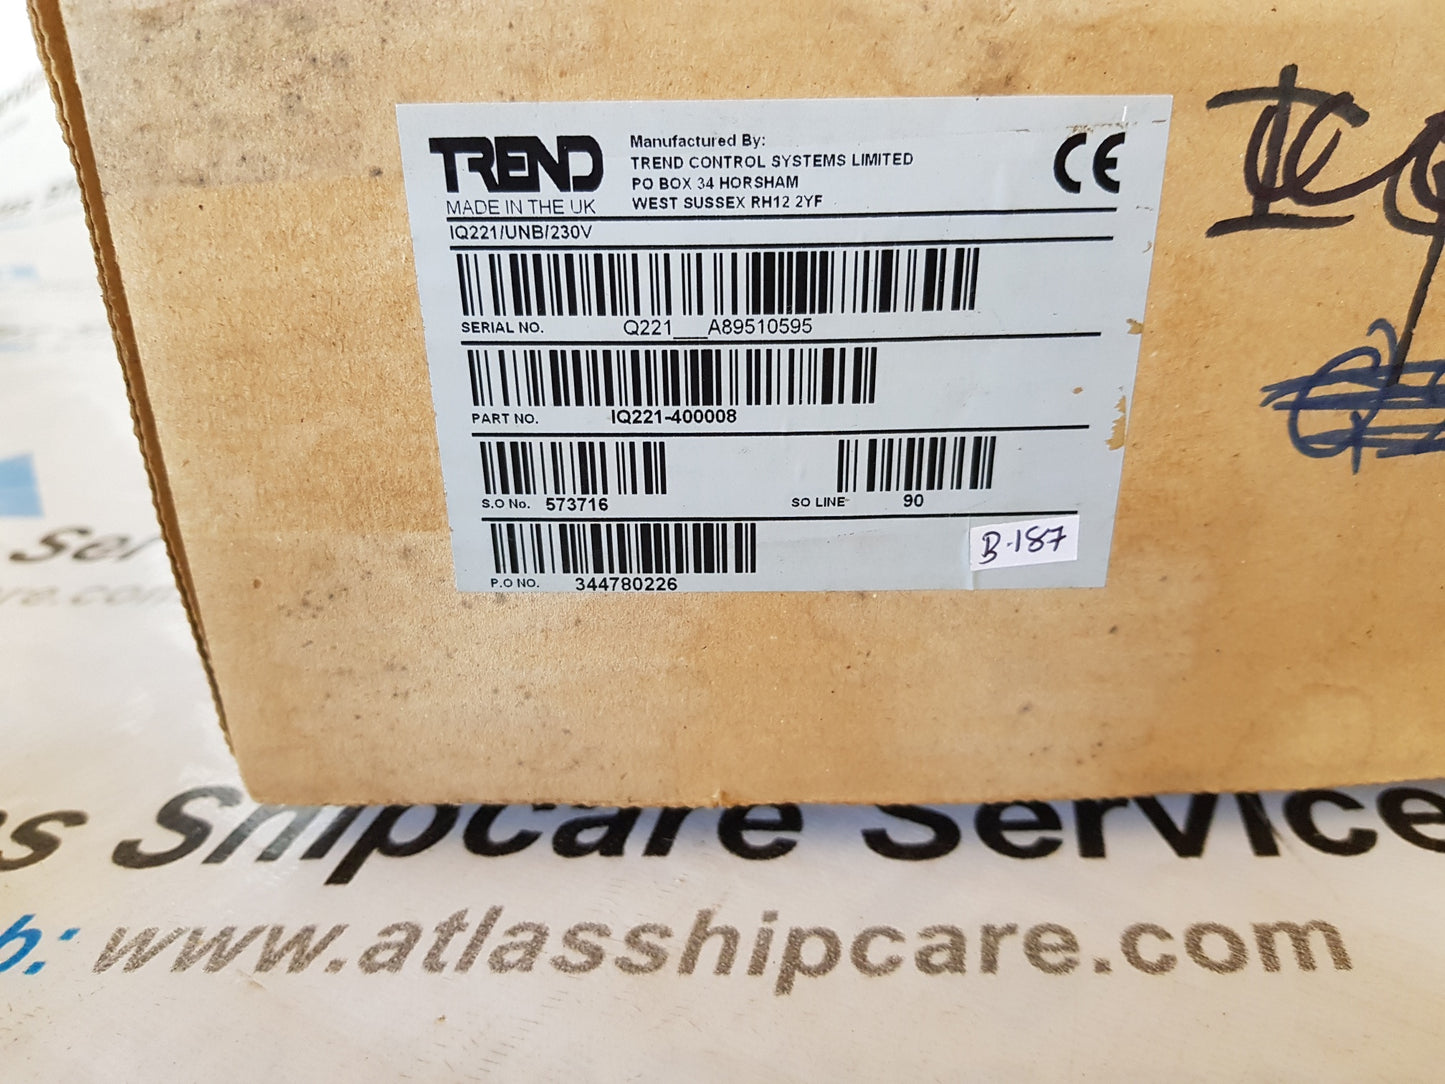 TREND
MADE IN THE UK
Manufactured By:
TREND CONTROL SYSTEMS LIMITED
PO BOX 34 HORSHAM
WEST SUSSEX RH12 2YF
CE
IQ221/UNB/230V
SERIAL NO. Q221___A89510595
PART NO. IQ221-400008
S.O No. 573716 SO LINE 90
P.O NO. 344780226
B-187
Shipcare Service
www.atlasshipcare.com